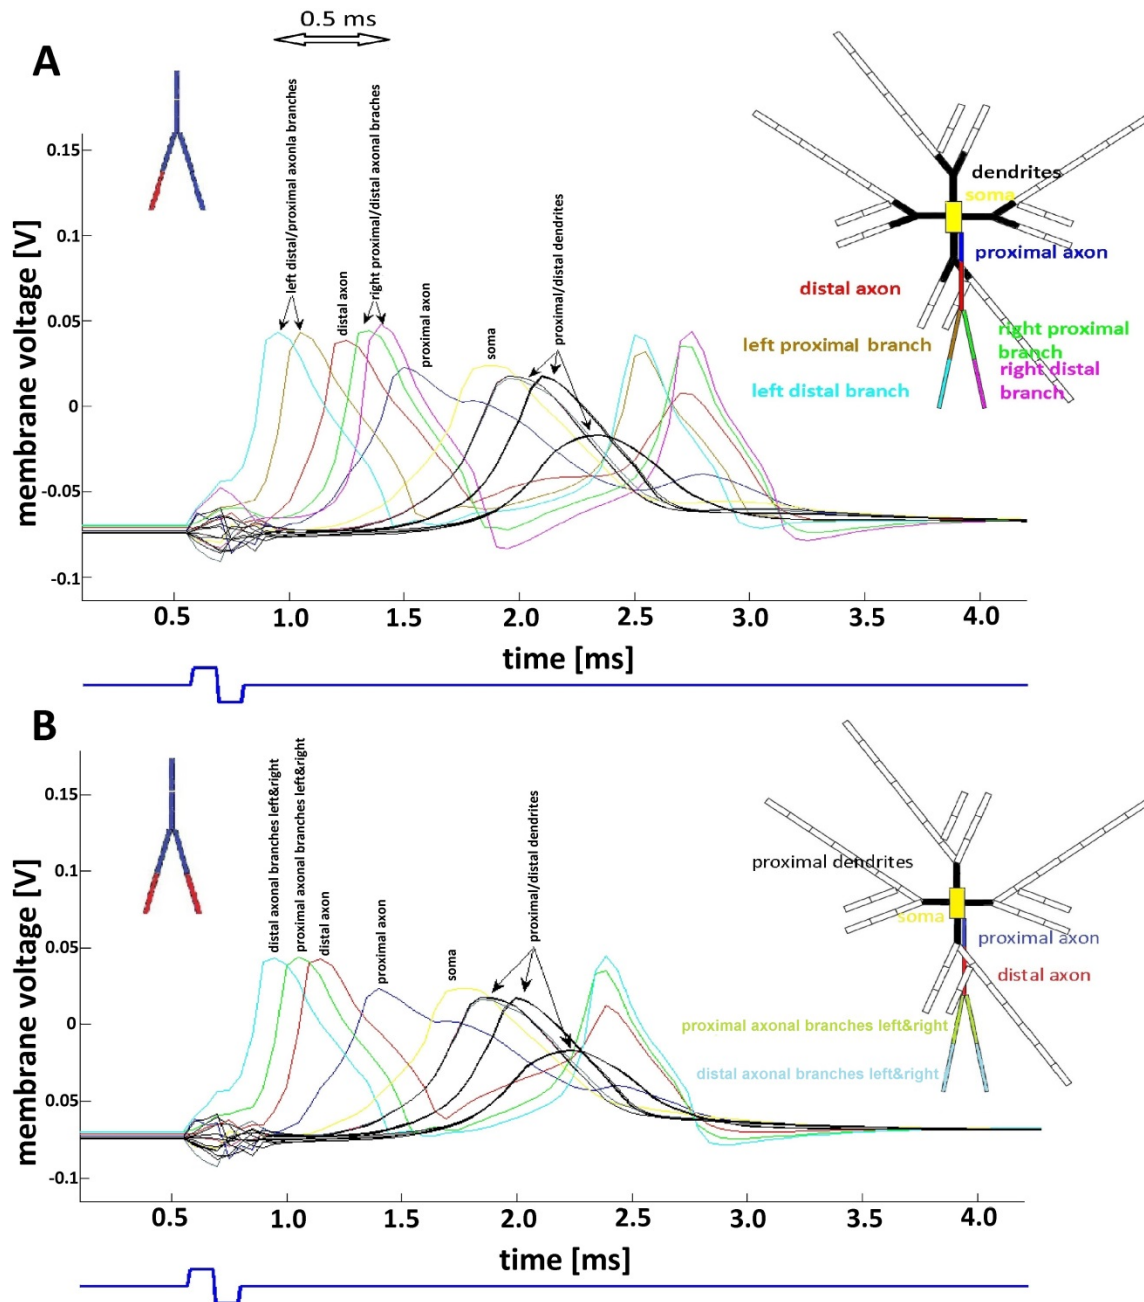 0.5 ms
A
left distal/proximal axonla branches
distal axon
right proximal/distal axonal braches
proximal axon
soma
proximal/distal dendrites
dendrites
soma
proximal axon
distal axon
left proximal branch
right proximal
branch
left distal branch
right distal
branch
membrane voltage [V]
0.15
0.1
0.05
0
-0.05
-0.1
0.5 1.0 1.5 2.0 2.5 3.0 3.5 4.0
time [ms]
B
distal axonal branches left&right
proximal axonal branches left&right
distal axon
proximal axon
soma
proximal/distal dendrites
proximal dendrites
soma
proximal axon
distal axon
proximal axonal branches left&right
distal axonal branches left&right
membrane voltage [V]
0.15
0.1
0.05
0
0.05
-0.1
0.5 1.0 1.5 2.0 2.5 3.0 3.5 4.0
time [ms]